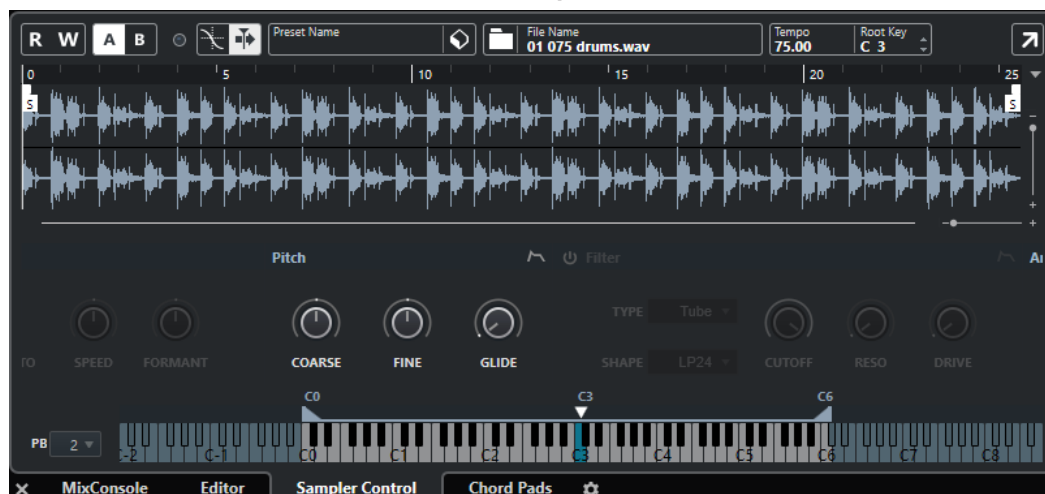 R W A B Preset Name File Name Tempo Root Key
01 075 drums.wav 75.00 C 3
0 5 10 15 20 25
S S
Pitch Filter
TYPE Tube
TO SPEED FORMANT COARSE FINE GLIDE SHAPE LP24 CUTOFF RESO DRIVE
C0 C3 C6
PB 2 C-1 C0 C1 C2 C3 C4 C5 C6 C7 C8
MixConsole Editor Sampler Control Chord Pads